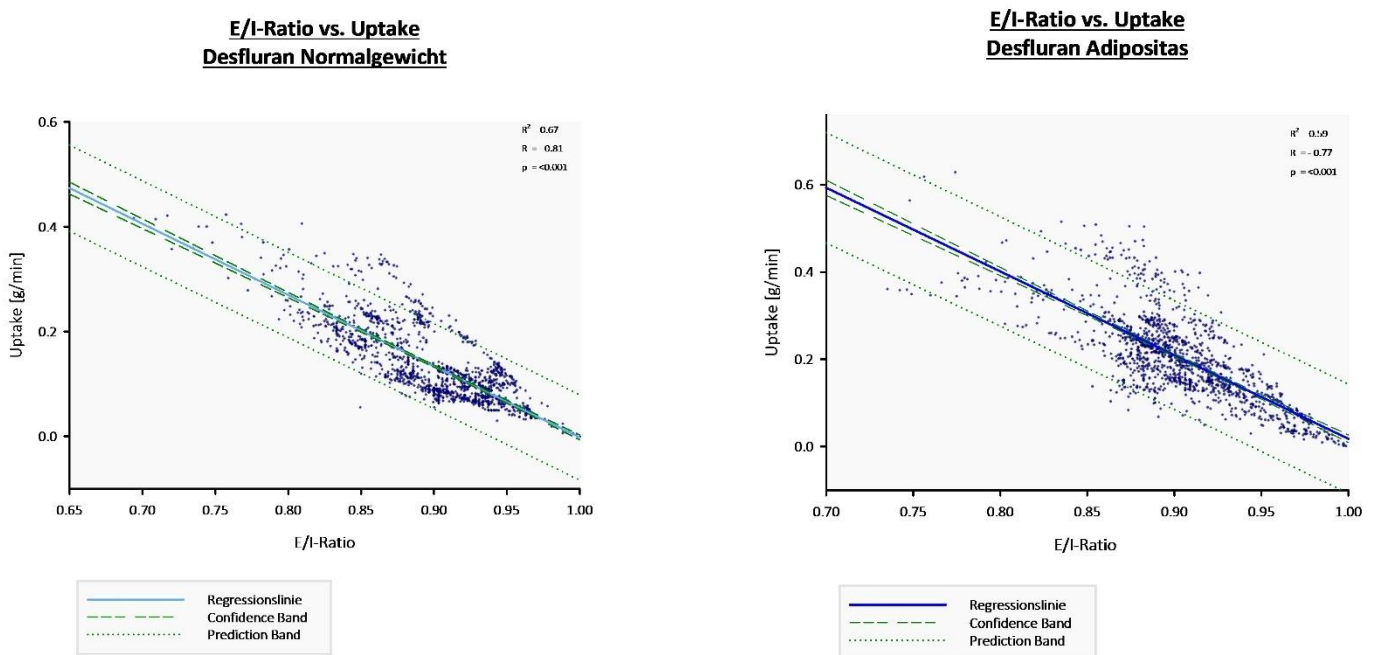 E/I-Ratio vs. Uptake
Desfluran Normalgewicht
0.6
0.4
0.2
0.0
Uptake [g/min]
R² 0.67
R = 0.81
p = <0.001
0.65 0.70 0.75 0.80 0.85 0.90 0.95 1.00
E/I-Ratio
Regressionslinie
Confidence Band
Prediction Band
E/I-Ratio vs. Uptake
Desfluran Adipositas
0.6
0.4
0.2
0.0
Uptake [g/min]
R² 0.59
R = -0.77
p = <0.001
0.70 0.75 0.80 0.85 0.90 0.95 1.00
E/I-Ratio
Regressionslinie
Confidence Band
Prediction Band